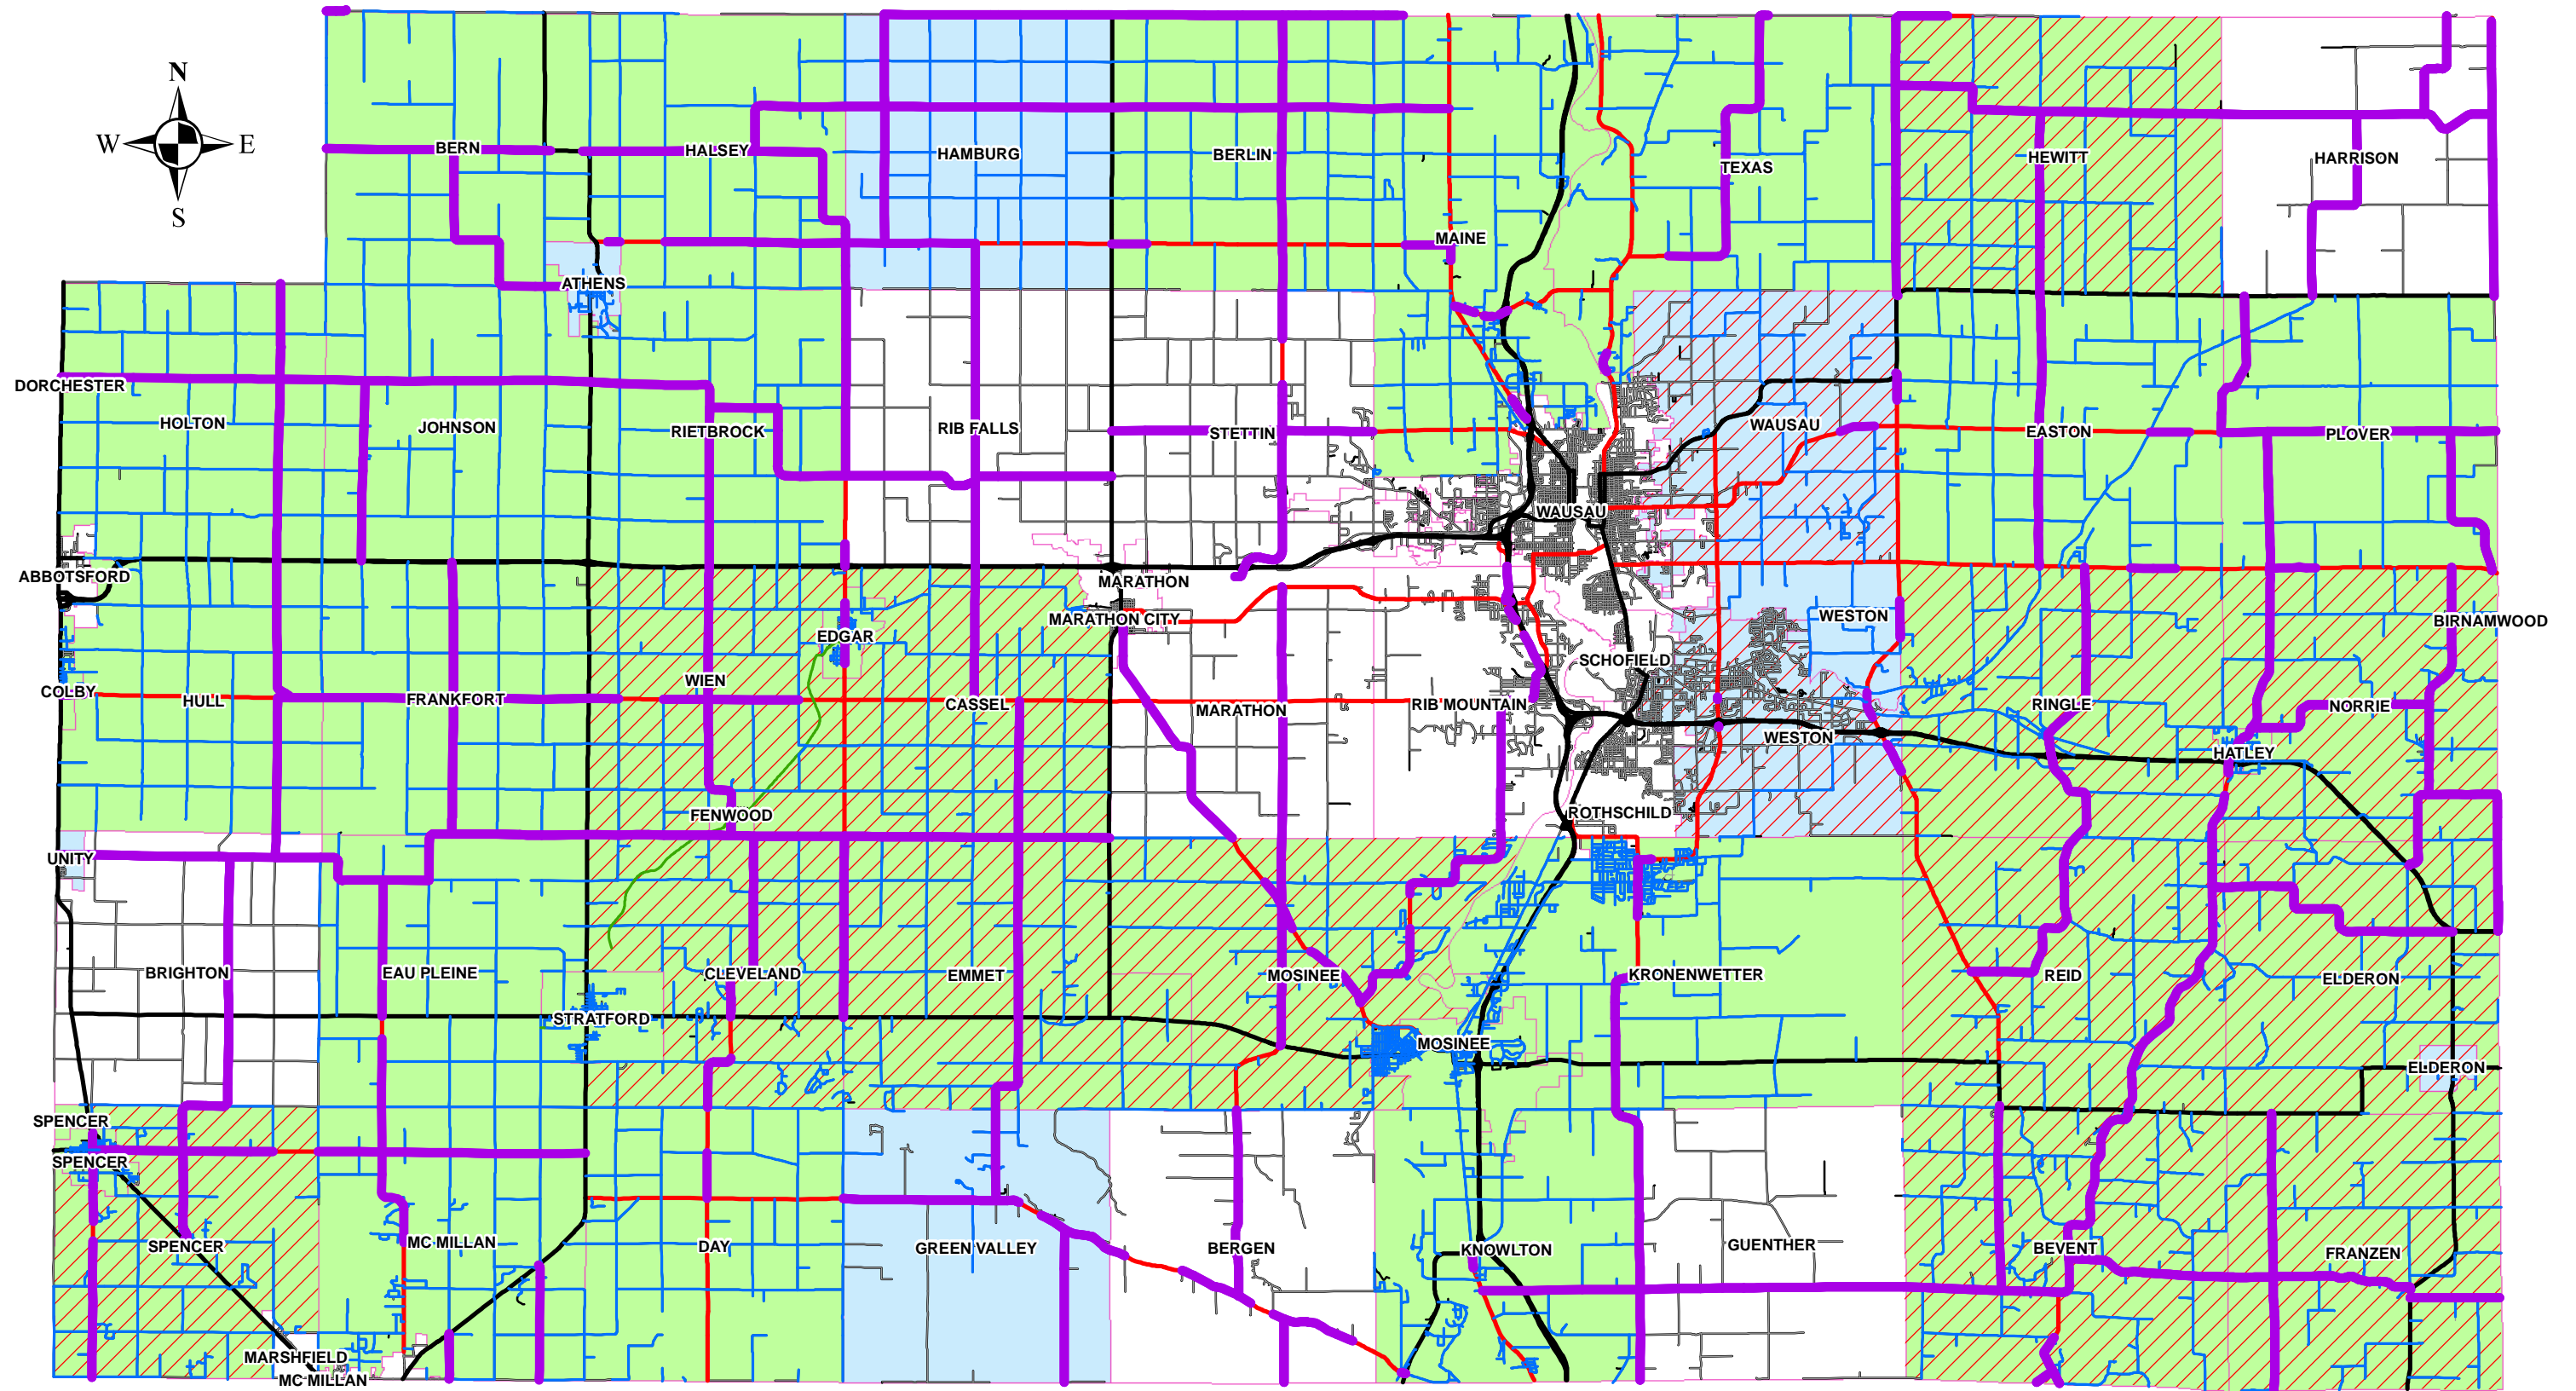 N
W E
S
BERN
HALSEY
HAMBURG
BERLIN
TEXAS
HEWITT
HARRISON
MAINE
ATHENS
DORCHESTER
HOLTON
JOHNSON
RIETBROCK
RIB FALLS
STETTIN
WAUSAU
EASTON
PLOVER
WAUSAU
ABBOTSFORD
MARATHON
MARATHON CITY
EDGAR
WESTON
BIRNAMWOOD
SCHOFIELD
COLBY
HULL
FRANKFORT
WIEN
CASSEL
MARATHON
RIB MOUNTAIN
RINGLE
NORRIE
WESTON
HATLEY
FENWOOD
ROTHSCHILD
UNITY
BRIGHTON
EAU PLEINE
CLEVELAND
EMMET
MOSINEE
KRONENWETTER
REID
ELDERON
STRATFORD
MOSINEE
ELDERON
SPENCER
SPENCER
SPENCER
MC MILLAN
DAY
GREEN VALLEY
BERGEN
KNOWLTON
GUENTHER
BEVENT
FRANZEN
MARSHFIELD
MC MILLAN